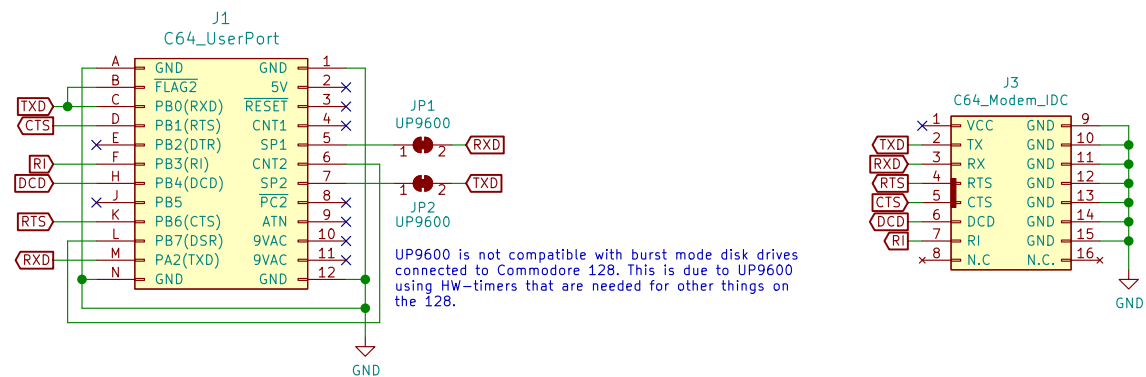 J1
C64_UserPort
A GND GND 1
B FLAG2 5V 2
TXD C PB0(RXD) RESET 3
CTS D PB1(RTS) CNT1 4
E PB2(DTR) SP1 5
RI F PB3(RI) CNT2 6
DCD H PB4(DCD) SP2 7
J PB5 PC2 8
RTS K PB6(CTS) ATN 9
L PB7(DSR) 9VAC 10
RXD M PA2(TXD) 9VAC 11
N GND GND 12
GND
JP1
UP9600
1 2 RXD
1 2 TXD
JP2
UP9600
UP9600 is not compatible with burst mode disk drives
connected to Commodore 128. This is due to UP9600
using HW-timers that are needed for other things on
the 128.
J3
C64_Modem_IDC
1 VCC GND 9
TXD 2 TX GND 10
RXD 3 RX GND 11
RTS 4 RTS GND 12
CTS 5 CTS GND 13
DCD 6 DCD GND 14
RI 7 RI GND 15
8 N.C N.C. 16
GND